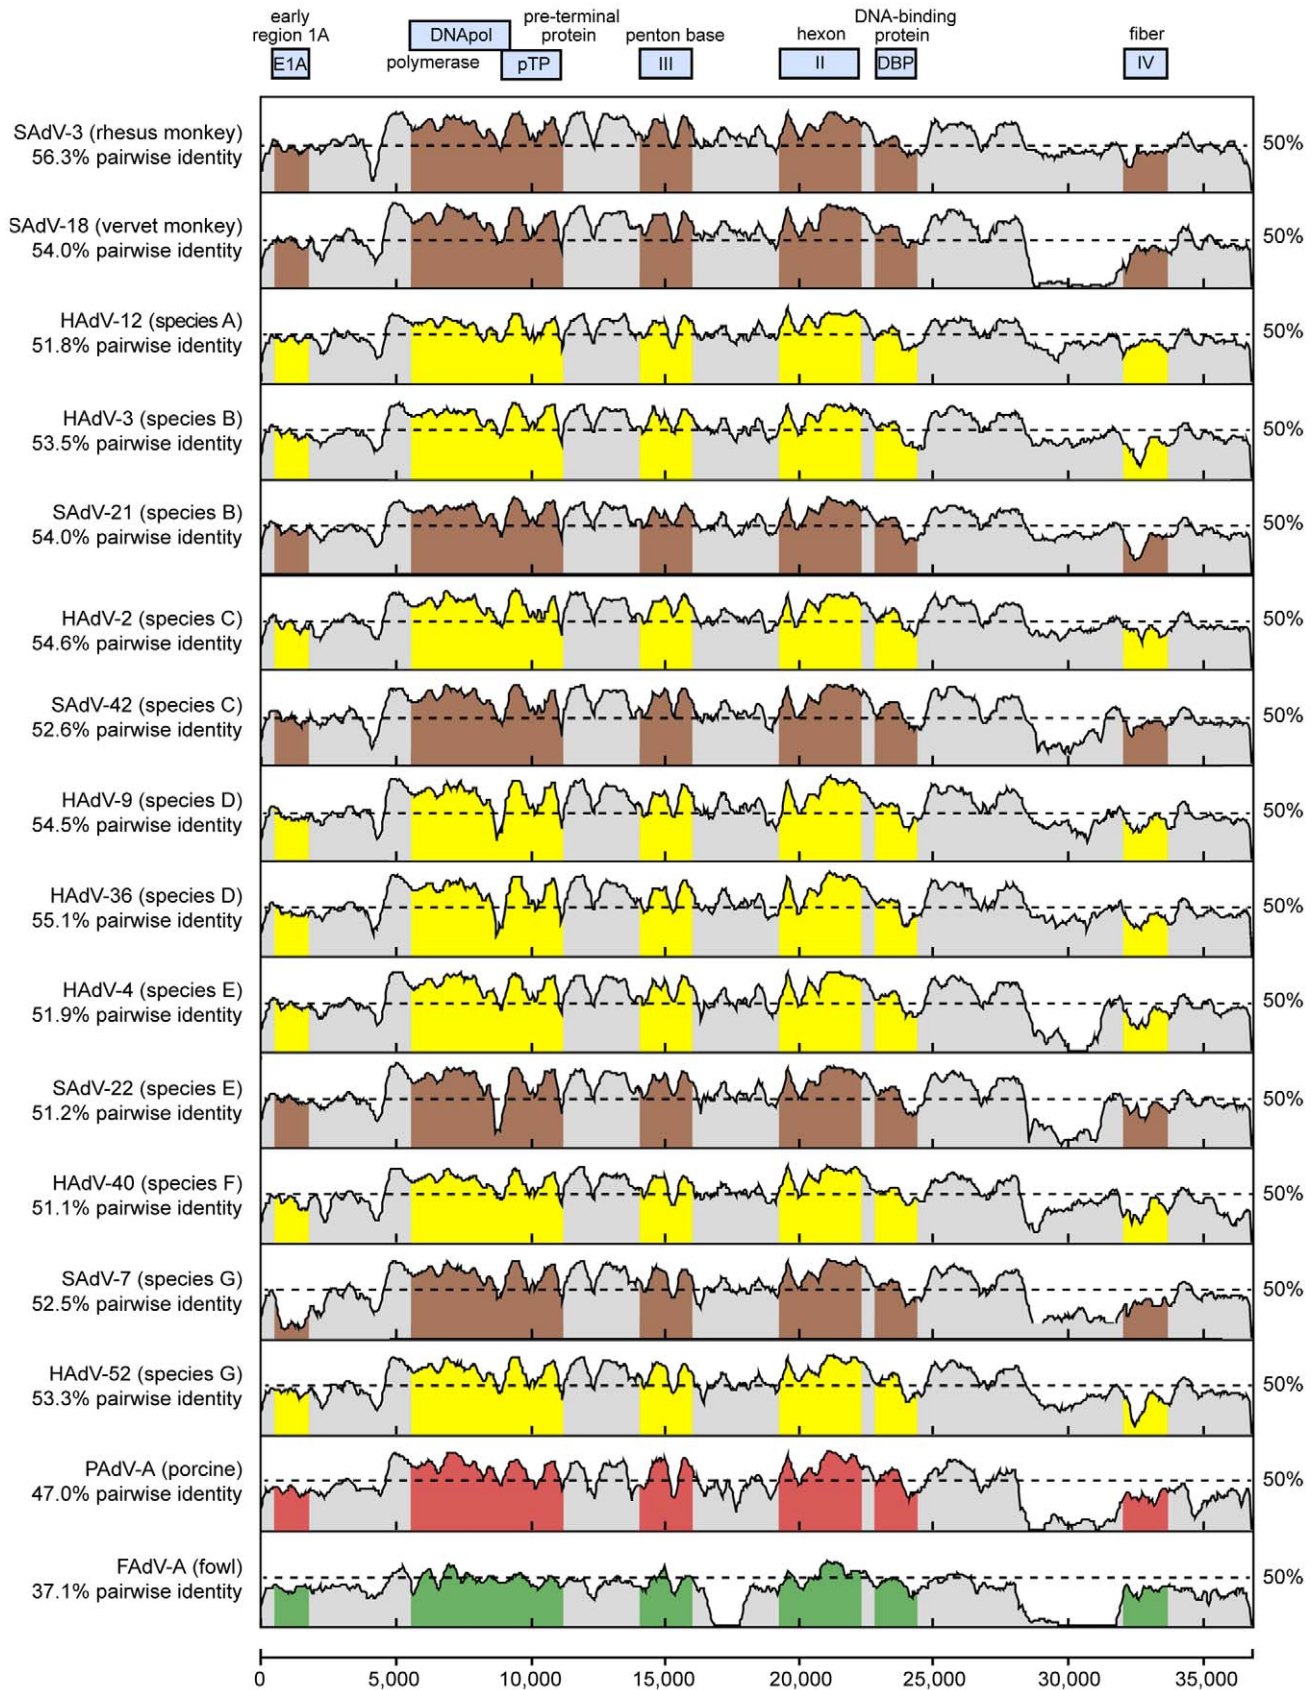 early
region 1A
E1A
DNApol
polymerase
pre-terminal
protein
pTP
penton base
III
hexon
II
DNA-binding
protein
DBP
fiber
IV
SAdV-3 (rhesus monkey)
56.3% pairwise identity
50%
SAdV-18 (vervet monkey)
54.0% pairwise identity
50%
HAdV-12 (species A)
51.8% pairwise identity
50%
HAdV-3 (species B)
53.5% pairwise identity
50%
SAdV-21 (species B)
54.0% pairwise identity
50%
HAdV-2 (species C)
54.6% pairwise identity
50%
SAdV-42 (species C)
52.6% pairwise identity
50%
HAdV-9 (species D)
54.5% pairwise identity
50%
HAdV-36 (species D)
55.1% pairwise identity
50%
HAdV-4 (species E)
51.9% pairwise identity
50%
SAdV-22 (species E)
51.2% pairwise identity
50%
HAdV-40 (species F)
51.1% pairwise identity
50%
SAdV-7 (species G)
52.5% pairwise identity
50%
HAdV-52 (species G)
53.3% pairwise identity
50%
PAdV-A (porcine)
47.0% pairwise identity
50%
FAdV-A (fowl)
37.1% pairwise identity
50%
0 5,000 10,000 15,000 20,000 25,000 30,000 35,000